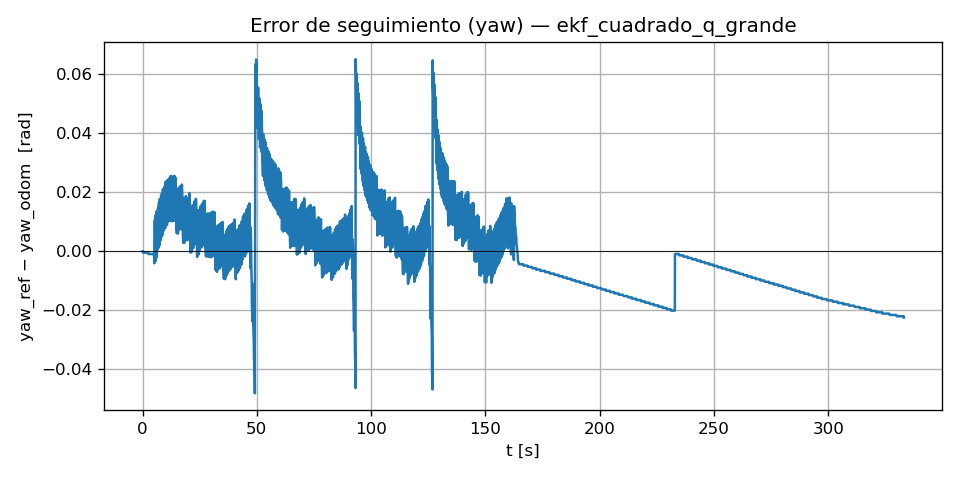 Error de seguimiento (yaw) — ekf_cuadrado_q_grande
yaw_ref − yaw_odom  [rad]
0.06
0.04
0.02
0.00
−0.02
−0.04
0 50 100 150 200 250 300
t [s]